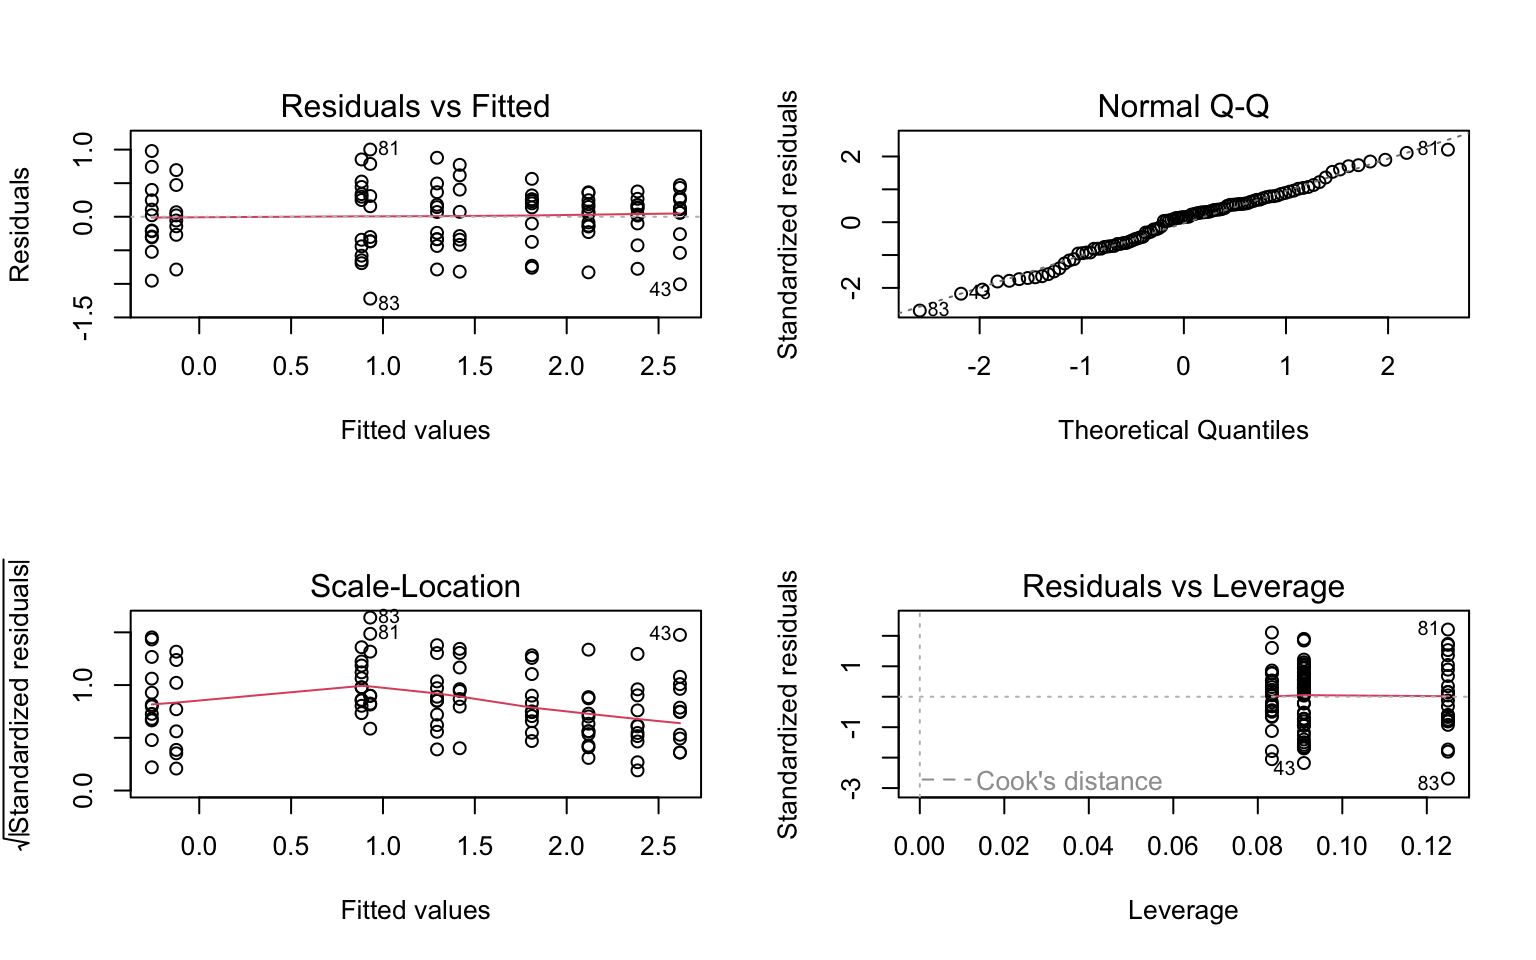 Residuals vs Fitted
Residuals
1.0
0.0
-1.5
81
83
43
0.0 0.5 1.0 1.5 2.0 2.5
Fitted values
Normal Q-Q
Standardized residuals
2
0
-2
81
43
83
-2 -1 0 1 2
Theoretical Quantiles
Scale-Location
√|Standardized residuals|
1.0
0.0
83
81
43
0.0 0.5 1.0 1.5 2.0 2.5
Fitted values
Residuals vs Leverage
Standardized residuals
1
-1
-3
81
43
83
Cook's distance
0.00 0.02 0.04 0.06 0.08 0.10 0.12
Leverage